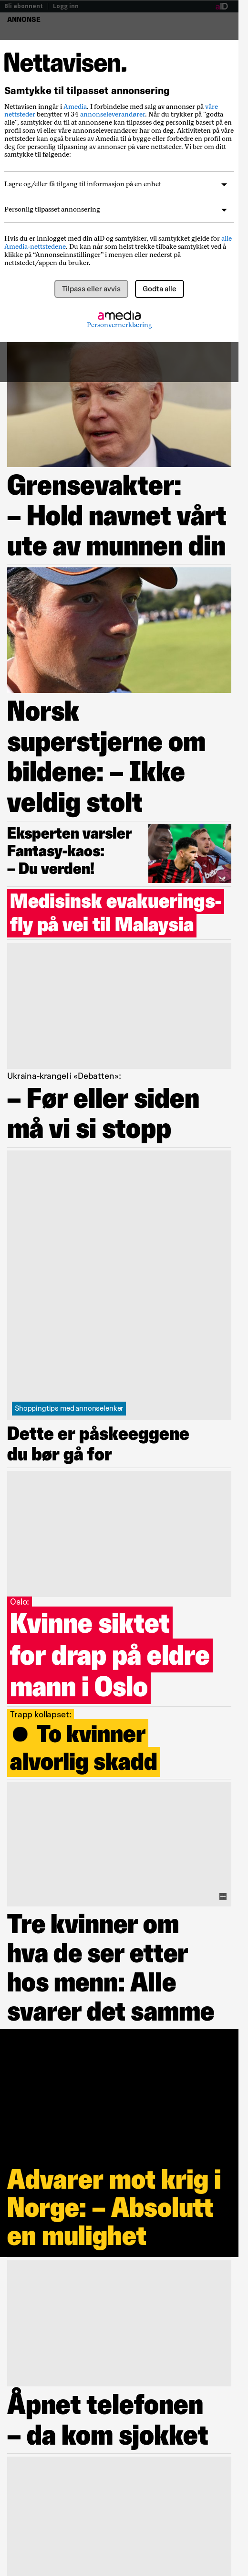 Bli abonnent | Logg inn
aID
ANNONSE
Nettavisen.
Samtykke til tilpasset annonsering
Nettavisen inngår i Amedia. I forbindelse med salg av annonser på våre
nettsteder benytter vi 34 annonseleverandører. Når du trykker på "godta
alle", samtykker du til at annonsene kan tilpasses deg personlig basert på en
profil som vi eller våre annonseleverandører har om deg. Aktiviteten på våre
nettsteder kan også brukes av Amedia til å bygge eller forbedre en profil om
deg og for personlig tilpasning av annonser på våre nettsteder. Vi ber om ditt
samtykke til følgende:
Lagre og/eller få tilgang til informasjon på en enhet
Personlig tilpasset annonsering
Hvis du er innlogget med din aID og samtykker, vil samtykket gjelde for alle
Amedia-nettstedene. Du kan når som helst trekke tilbake samtykket ved å
klikke på “Annonseinnstillinger” i menyen eller nederst på
nettstedet/appen du bruker.
Tilpass eller avvis
Godta alle
amedia
Personvernerklæring
Grensevakter:
– Hold navnet vårt
ute av munnen din
Norsk
superstjerne om
bildene: – Ikke
veldig stolt
Eksperten varsler
Fantasy-kaos:
– Du verden!
Medisinsk evakuerings-
fly på vei til Malaysia
Ukraina-krangel i «Debatten»:
– Før eller siden
må vi si stopp
Shoppingtips med annonselenker
Dette er påskeeggene
du bør gå for
Oslo:
Kvinne siktet
for drap på eldre
mann i Oslo
Trapp kollapset:
● To kvinner
alvorlig skadd
Tre kvinner om
hva de ser etter
hos menn: Alle
svarer det samme
Advarer mot krig i
Norge: – Absolutt
en mulighet
Åpnet telefonen
– da kom sjokket